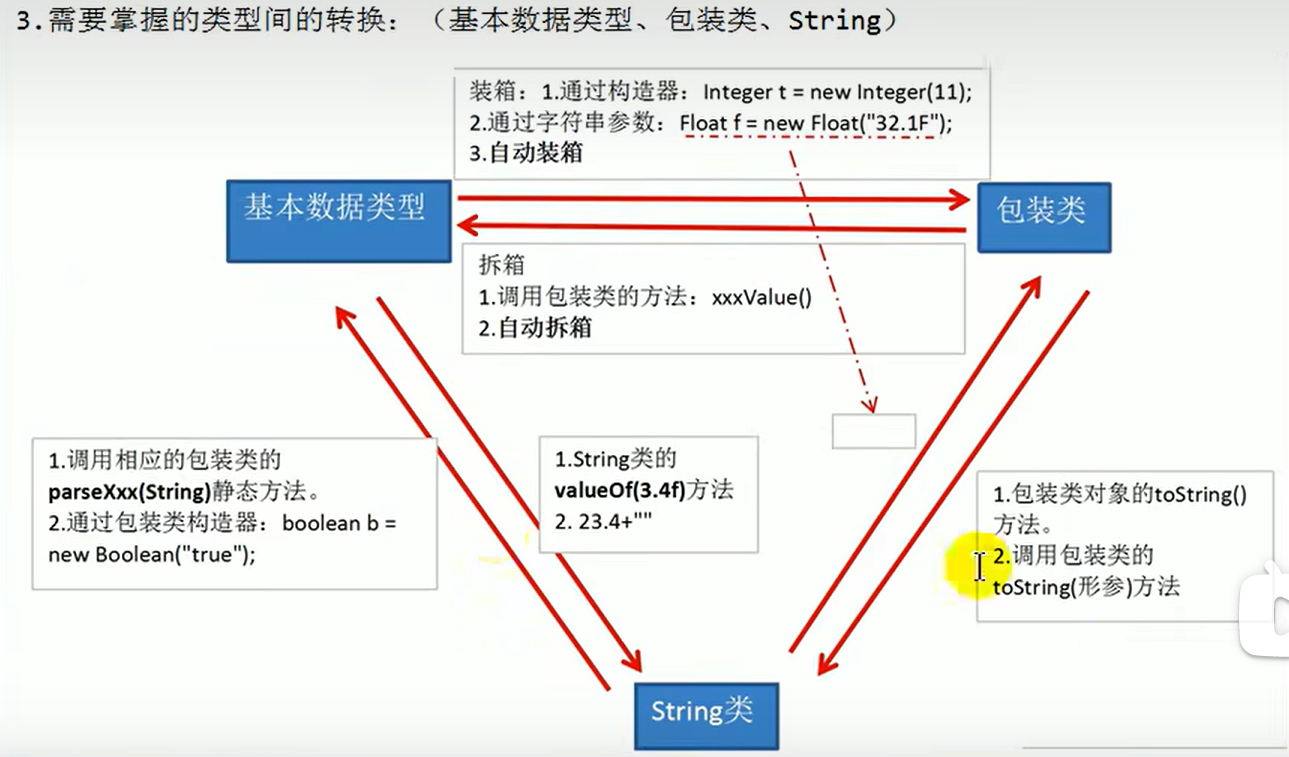 3.需要掌握的类型间的转换：（基本数据类型、包装类、String）
装箱：1.通过构造器：Integer t = new Integer(11);
2.通过字符串参数：Float f = new Float("32.1F");
3.自动装箱
基本数据类型
包装类
拆箱
1.调用包装类的方法：xxxValue()
2.自动拆箱
1.调用相应的包装类的
parseXxx(String)静态方法。
2.通过包装类构造器：boolean b =
new Boolean("true");
1.String类的
valueOf(3.4f)方法
2. 23.4+""
1.包装类对象的toString()
方法。
2.调用包装类的
toString(形参)方法
String类